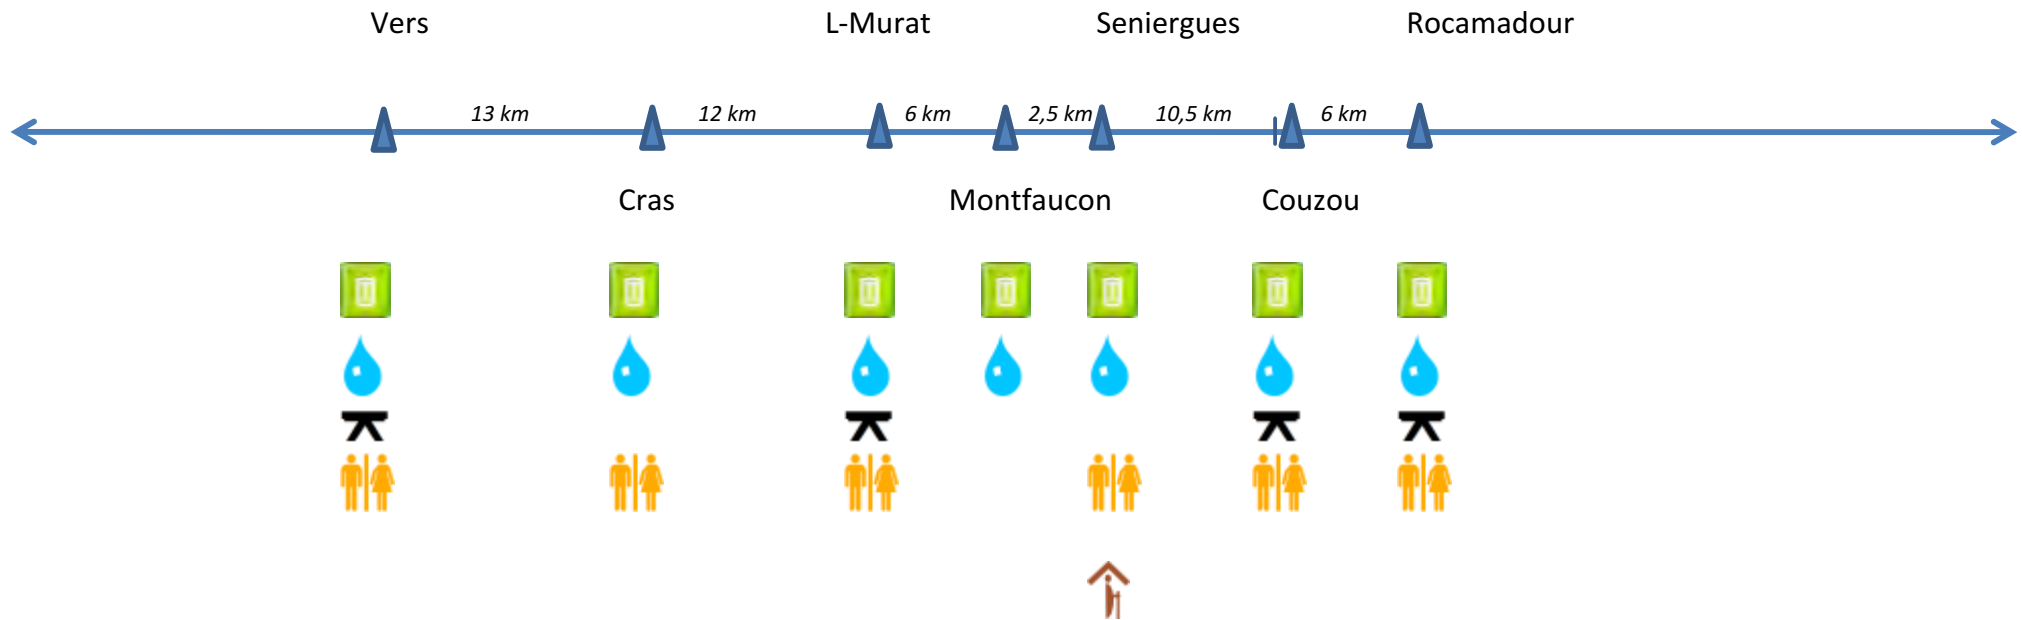 Vers L-Murat Seniergues Rocamadour
13 km 12 km 6 km 2,5 km 10,5 km 6 km
Cras Montfaucon Couzou